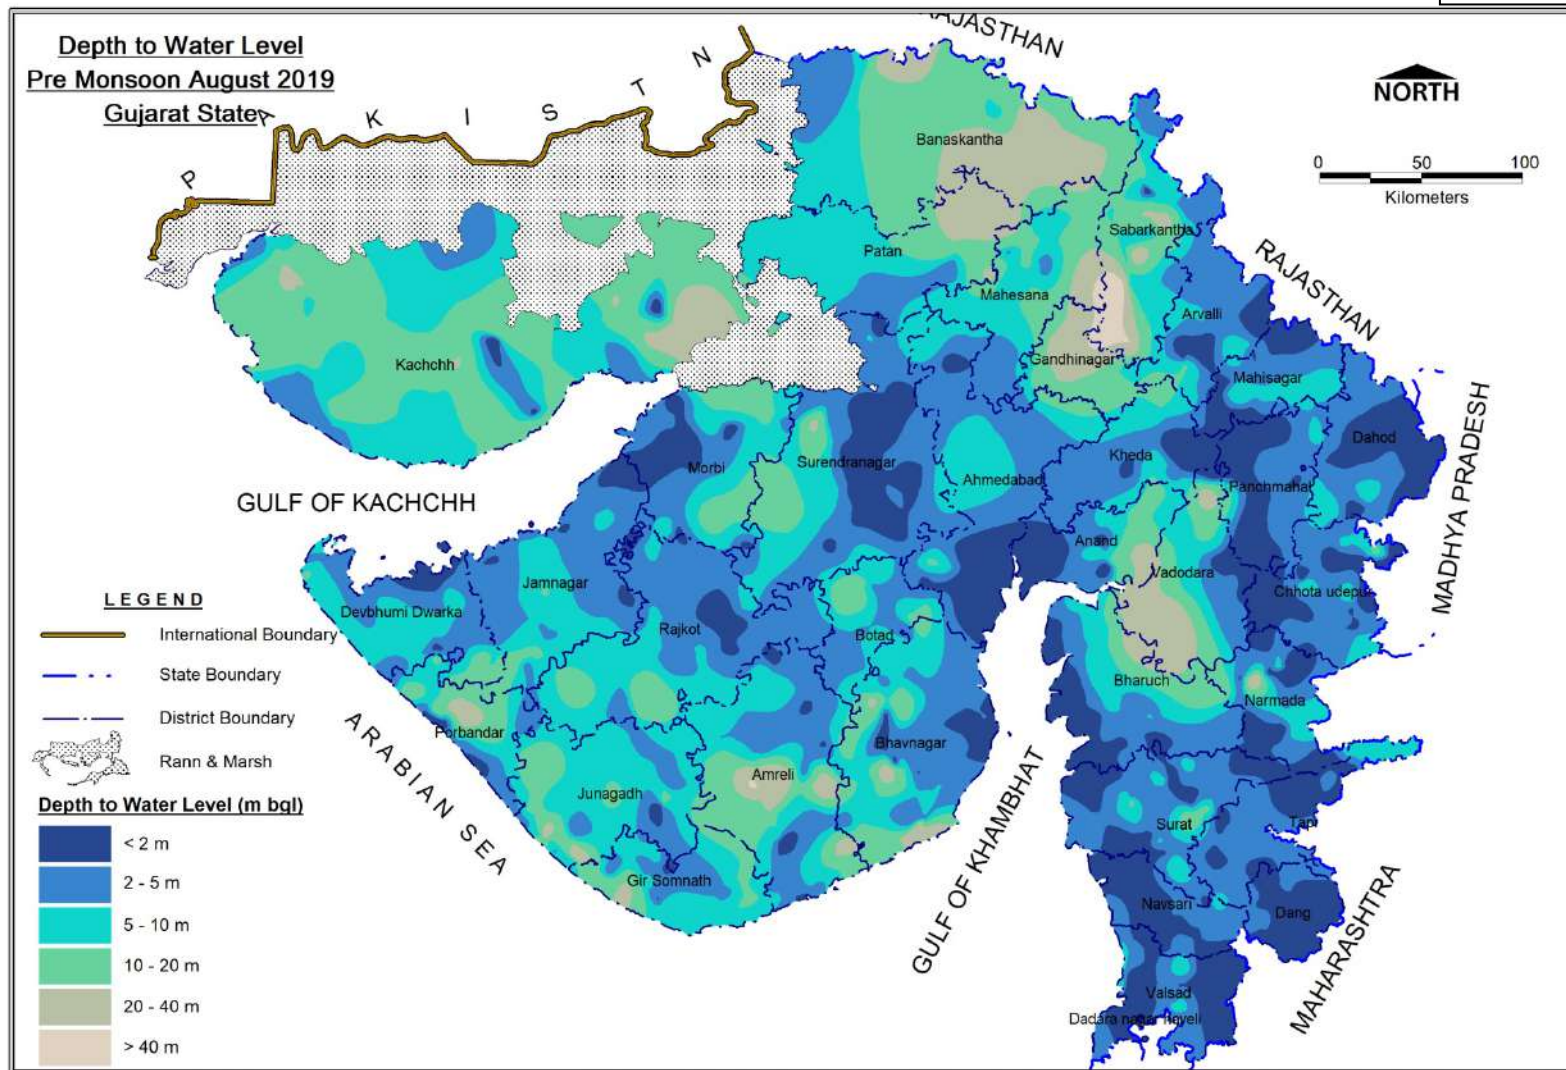 Depth to Water Level
Pre Monsoon August 2019
Gujarat State
P A K I S T N
RAJASTHAN
NORTH
0 50 100
Kilometers
Banaskantha
Patan
Sabarkantha
RAJASTHAN
Mahesana
Arvalli
Gandhinagar
Kachchh
Mahisagar
MADHYA PRADESH
Dahod
Morbi
Surendranagar
Kheda
Ahmedabad
Panchmahal
GULF OF KACHCHH
Anand
Vadodara
Jamnagar
Chhota udepur
Devbhumi Dwarka
Rajkot
Botad
Bharuch
Narmada
Porbandar
Bhavnagar
ARABIAN SEA
Amreli
Junagadh
GULF OF KHAMBHAT
Surat
Tapi
Gir Somnath
Navsari
Dang
MAHARASHTRA
Valsad
Dadara nagar haveli
LEGEND
International Boundary
State Boundary
District Boundary
Rann & Marsh
Depth to Water Level (m bgl)
< 2 m
2 - 5 m
5 - 10 m
10 - 20 m
20 - 40 m
> 40 m